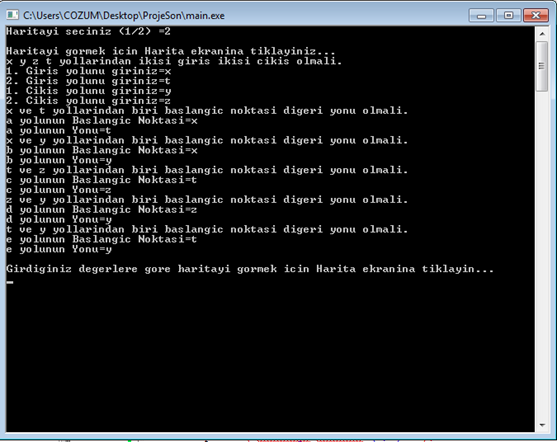 C:\Users\COZUM\Desktop\ProjeSon\main.exe
Haritayi seciniz (1/2) =2
Haritayi gormek icin Harita ekranina tiklayiniz...
x y z t yollarindan ikisi giris ikisi cikis olmali.
1. Giris yolunu giriniz=x
2. Giris yolunu giriniz=t
1. Cikis yolunu giriniz=y
2. Cikis yolunu giriniz=z
x ve t yollarindan biri baslangic noktasi digeri yonu olmali.
a yolunun Baslangic Noktasi=x
a yolunun Yonu=t
x ve y yollarindan biri baslangic noktasi digeri yonu olmali.
b yolunun Baslangic Noktasi=x
b yolunun Yonu=y
t ve z yollarindan biri baslangic noktasi digeri yonu olmali.
c yolunun Baslangic Noktasi=t
c yolunun Yonu=z
z ve y yollarindan biri baslangic noktasi digeri yonu olmali.
d yolunun Baslangic Noktasi=z
d yolunun Yonu=y
t ve y yollarindan biri baslangic noktasi digeri yonu olmali.
e yolunun Baslangic Noktasi=t
e yolunun Yonu=y
Girdiginiz degerlere gore haritayi gormek icin Harita ekranina tiklayin...